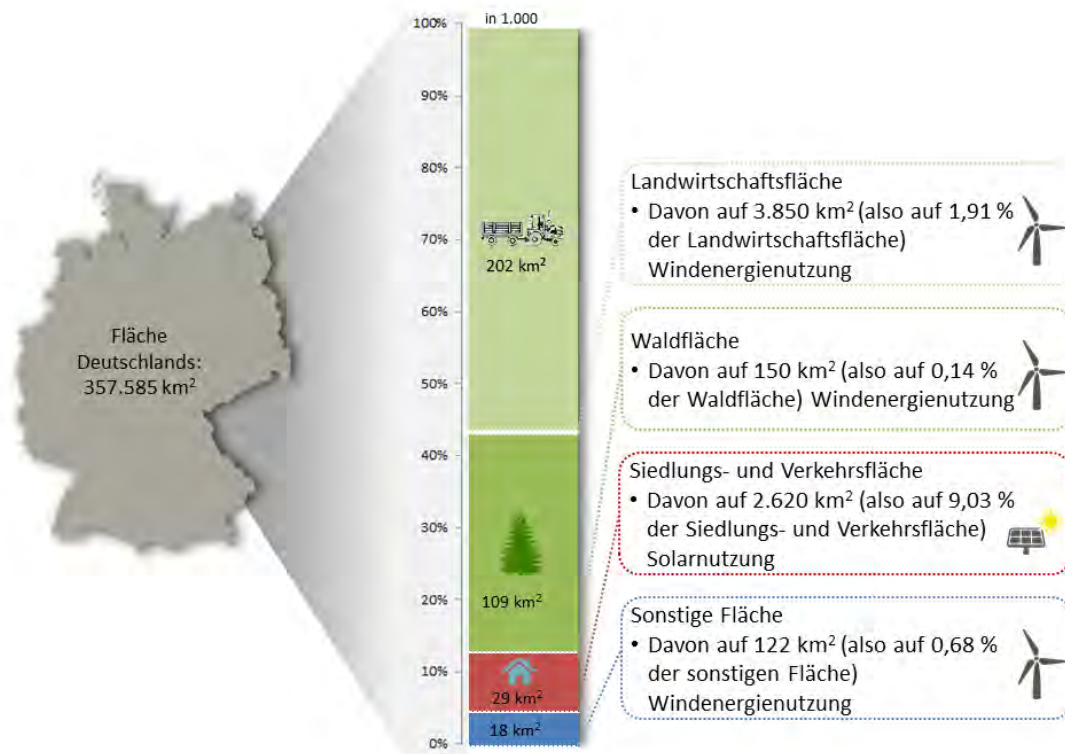 in 1.000
100%
90%
80%
70%
60%
50%
40%
30%
20%
10%
0%
Fläche
Deutschlands:
357.585 km²
202 km²
109 km²
29 km²
18 km²
Landwirtschaftsfläche
• Davon auf 3.850 km² (also auf 1,91 %
der Landwirtschaftsfläche)
Windenergienutzung
Waldfläche
• Davon auf 150 km² (also auf 0,14 %
der Waldfläche) Windenergienutzung
Siedlungs- und Verkehrsfläche
• Davon auf 2.620 km² (also auf 9,03 %
der Siedlungs- und Verkehrsfläche)
Solarnutzung
Sonstige Fläche
• Davon auf 122 km² (also auf 0,68 %
der sonstigen Fläche)
Windenergienutzung